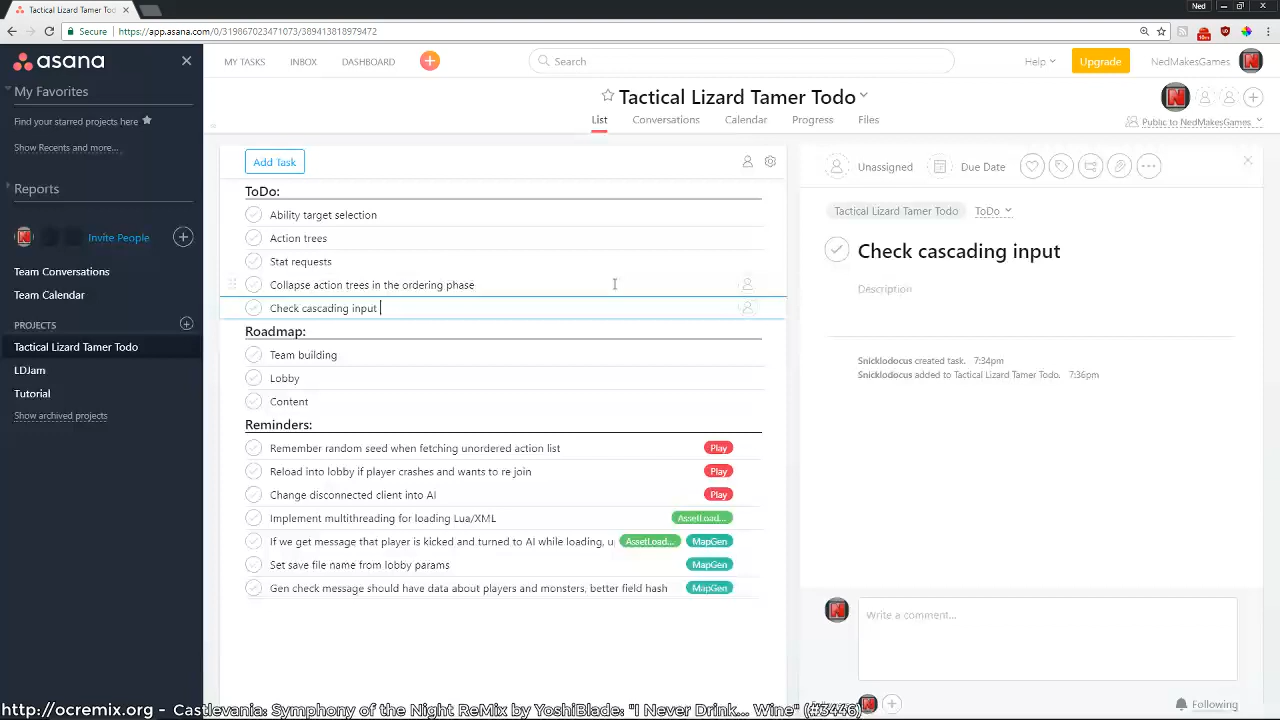 Tactical Lizard Tamer Too
Ned
Secure
https://app.asana.com/0/319867023471073/389413818979472
10m
asana
MY TASKS
INBOX
DASHBOARD
Search
Help
Upgrade
NedMakesGames
My Favorites
Find your starred projects here
Show Recents and more...
Reports
Invite People
Team Conversations
Team Calendar
PROJECTS
Tactical Lizard Tamer Todo
LDJam
Tutorial
Show archived projects
Tactical Lizard Tamer Todo
List
Conversations
Calendar
Progress
Files
Public to NedMakesGames
Add Task
ToDo:
Ability target selection
Action trees
Stat requests
Collapse action trees in the ordering phase
Check cascading input
Roadmap:
Team building
Lobby
Content
Reminders:
Remember random seed when fetching unordered action list Play
Reload into lobby if player crashes and wants to re join Play
Change disconnected client into AI Play
Implement multithreading for loading Lua/XML AssetLoad...
If we get message that player is kicked and turned to AI while loading, u AssetLoad... MapGen
Set save file name from lobby params MapGen
Gen check message should have data about players and monsters, better field hash MapGen
Unassigned
Due Date
Tactical Lizard Tamer Todo ToDo
Check cascading input
Description
Snicklodocus created task. 7:34pm
Snicklodocus added to Tactical Lizard Tamer Todo. 7:36pm
Write a comment...
Following
http://ocremix.org - Castlevania: Symphony of the Night ReMix by YoshiBlade: "I Never Drink... Wine" (#3446)